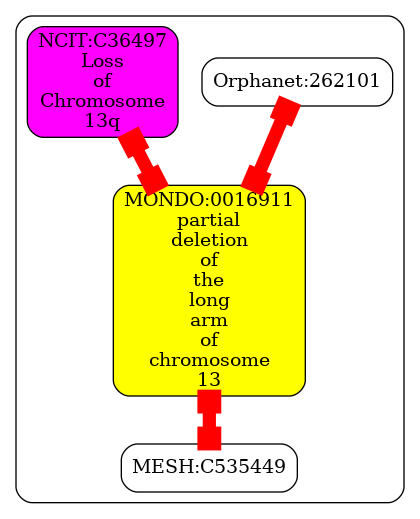 NCIT:C36497
Loss
of
Chromosome
13q
Orphanet:262101
MONDO:0016911
partial
deletion
of
the
long
arm
of
chromosome
13
MESH:C535449